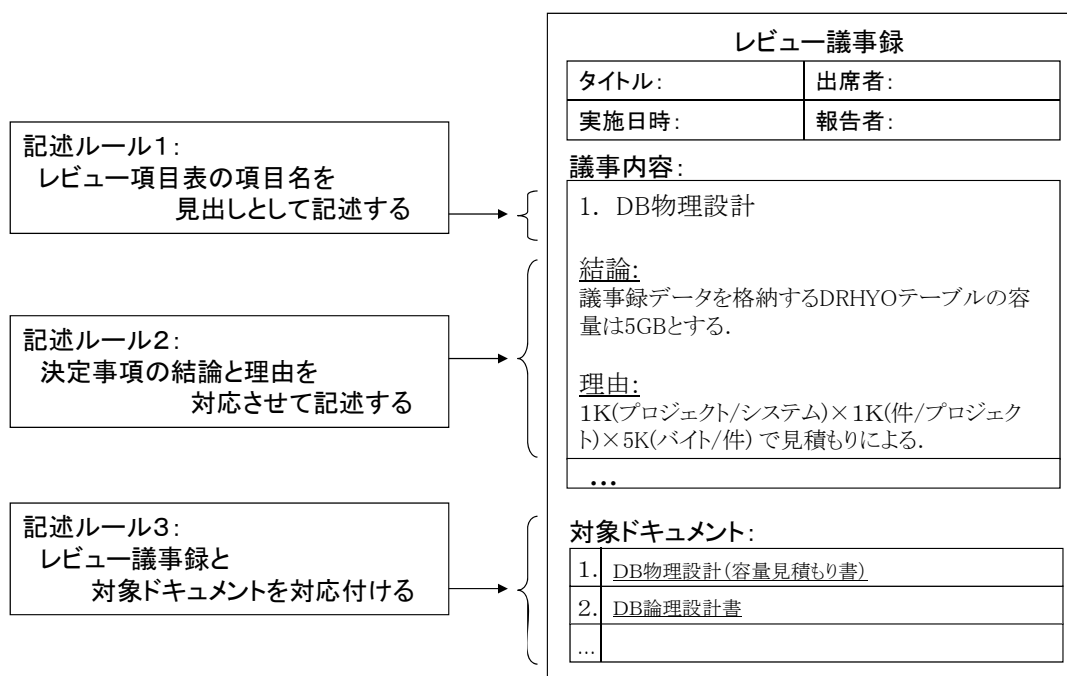 記述ルール1:
レビュー項目表の項目名を
見出しとして記述する
記述ルール2:
決定事項の結論と理由を
対応させて記述する
記述ルール3:
レビュー議事録と
対象ドキュメントを対応付ける
レビュー議事録
タイトル:
出席者:
実施日時:
報告者:
議事内容:
1. DB物理設計
結論:
議事録データを格納するDRHYOテーブルの容
量は5GBとする.
理由:
1K(プロジェクト/システム)×1K(件/プロジェク
ト)×5K(バイト/件) で見積もりによる.
...
対象ドキュメント:
1. DB物理設計(容量見積もり書)
2. DB論理設計書
...